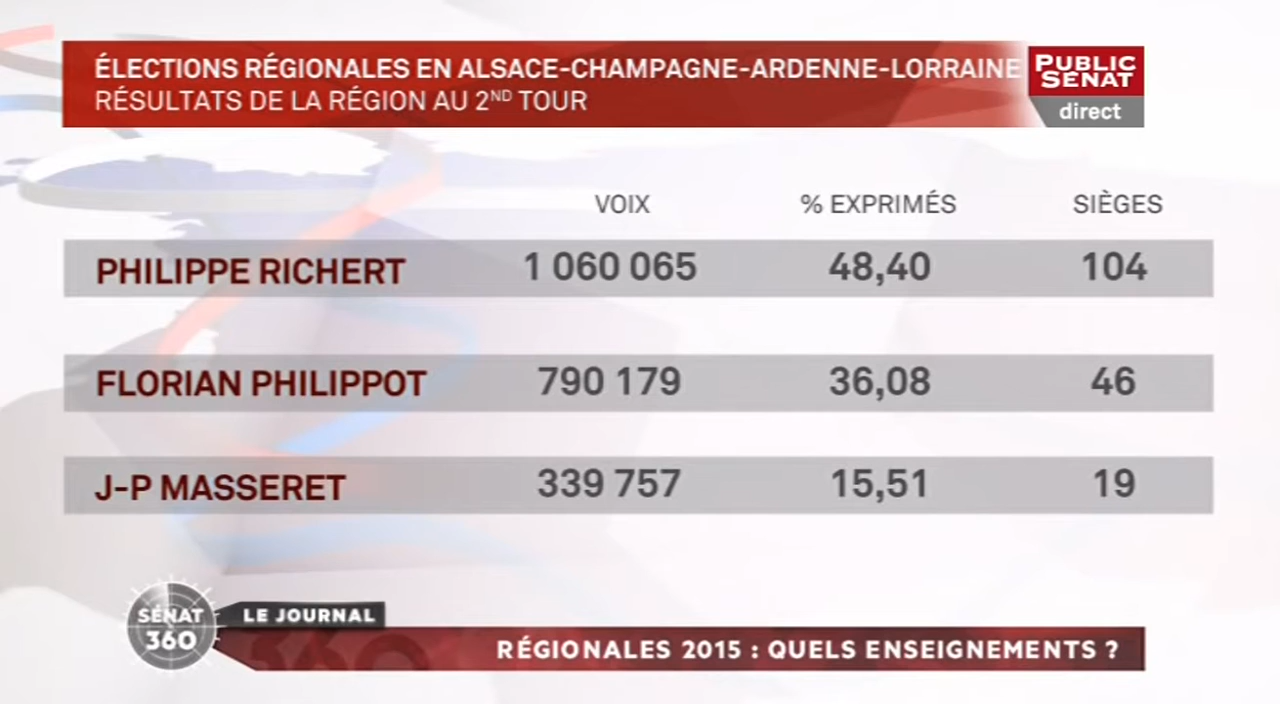 ÉLECTIONS RÉGIONALES EN ALSACE-CHAMPAGNE-ARDENNE-LORRAINE
RÉSULTATS DE LA RÉGION AU 2ND TOUR
PUBLIC
SÉNAT
direct
VOIX % EXPRIMÉS SIÈGES
PHILIPPE RICHERT 1 060 065 48,40 104
FLORIAN PHILIPPOT 790 179 36,08 46
J-P MASSERET 339 757 15,51 19
SÉNAT
360
LE JOURNAL
RÉGIONALES 2015 : QUELS ENSEIGNEMENTS ?